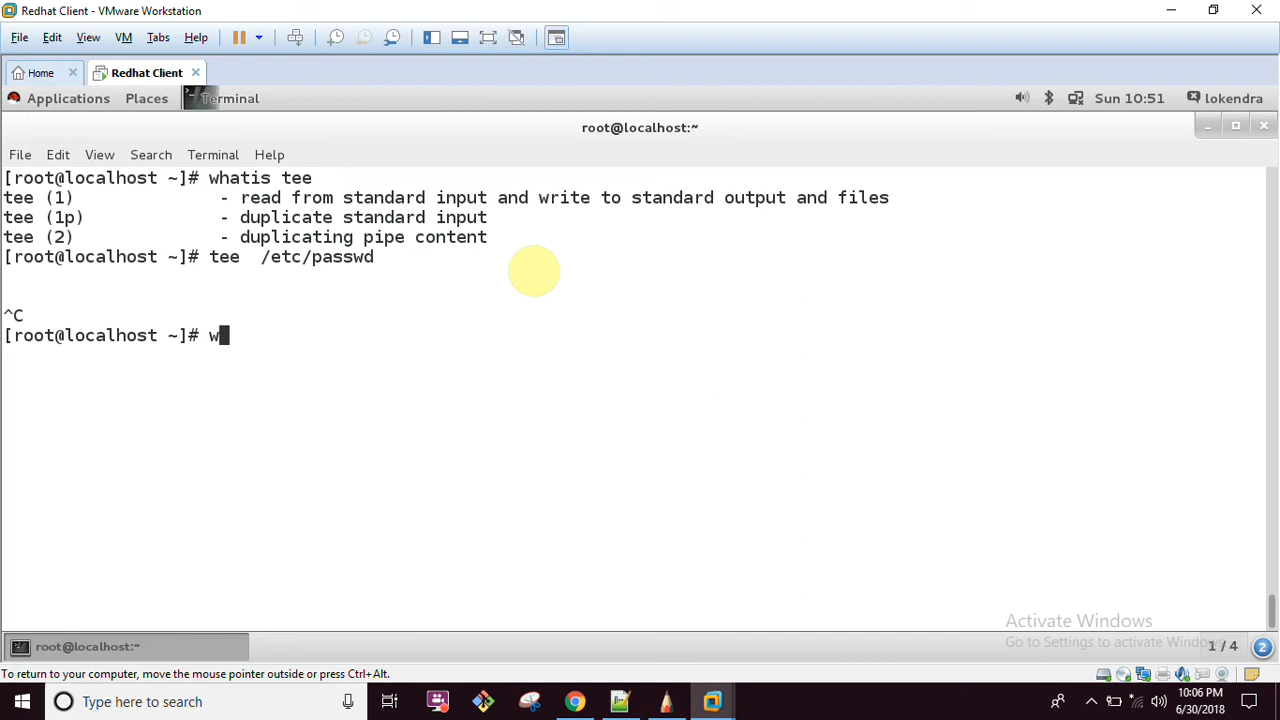 Redhat Client - VMware Workstation
File Edit View VM Tabs Help
Home Redhat Client
Applications Places Terminal Sun 10:51 lokendra
root@localhost:~
File Edit View Search Terminal Help
[root@localhost ~]# whatis tee
tee (1) - read from standard input and write to standard output and files
tee (1p) - duplicate standard input
tee (2) - duplicating pipe content
[root@localhost ~]# tee  /etc/passwd
^C
[root@localhost ~]# w
Activate Windows
Go to Settings to activate Windows.
root@localhost:~ 1 / 4 2
To return to your computer, move the mouse pointer outside or press Ctrl+Alt.
Type here to search 10:06 PM
6/30/2018